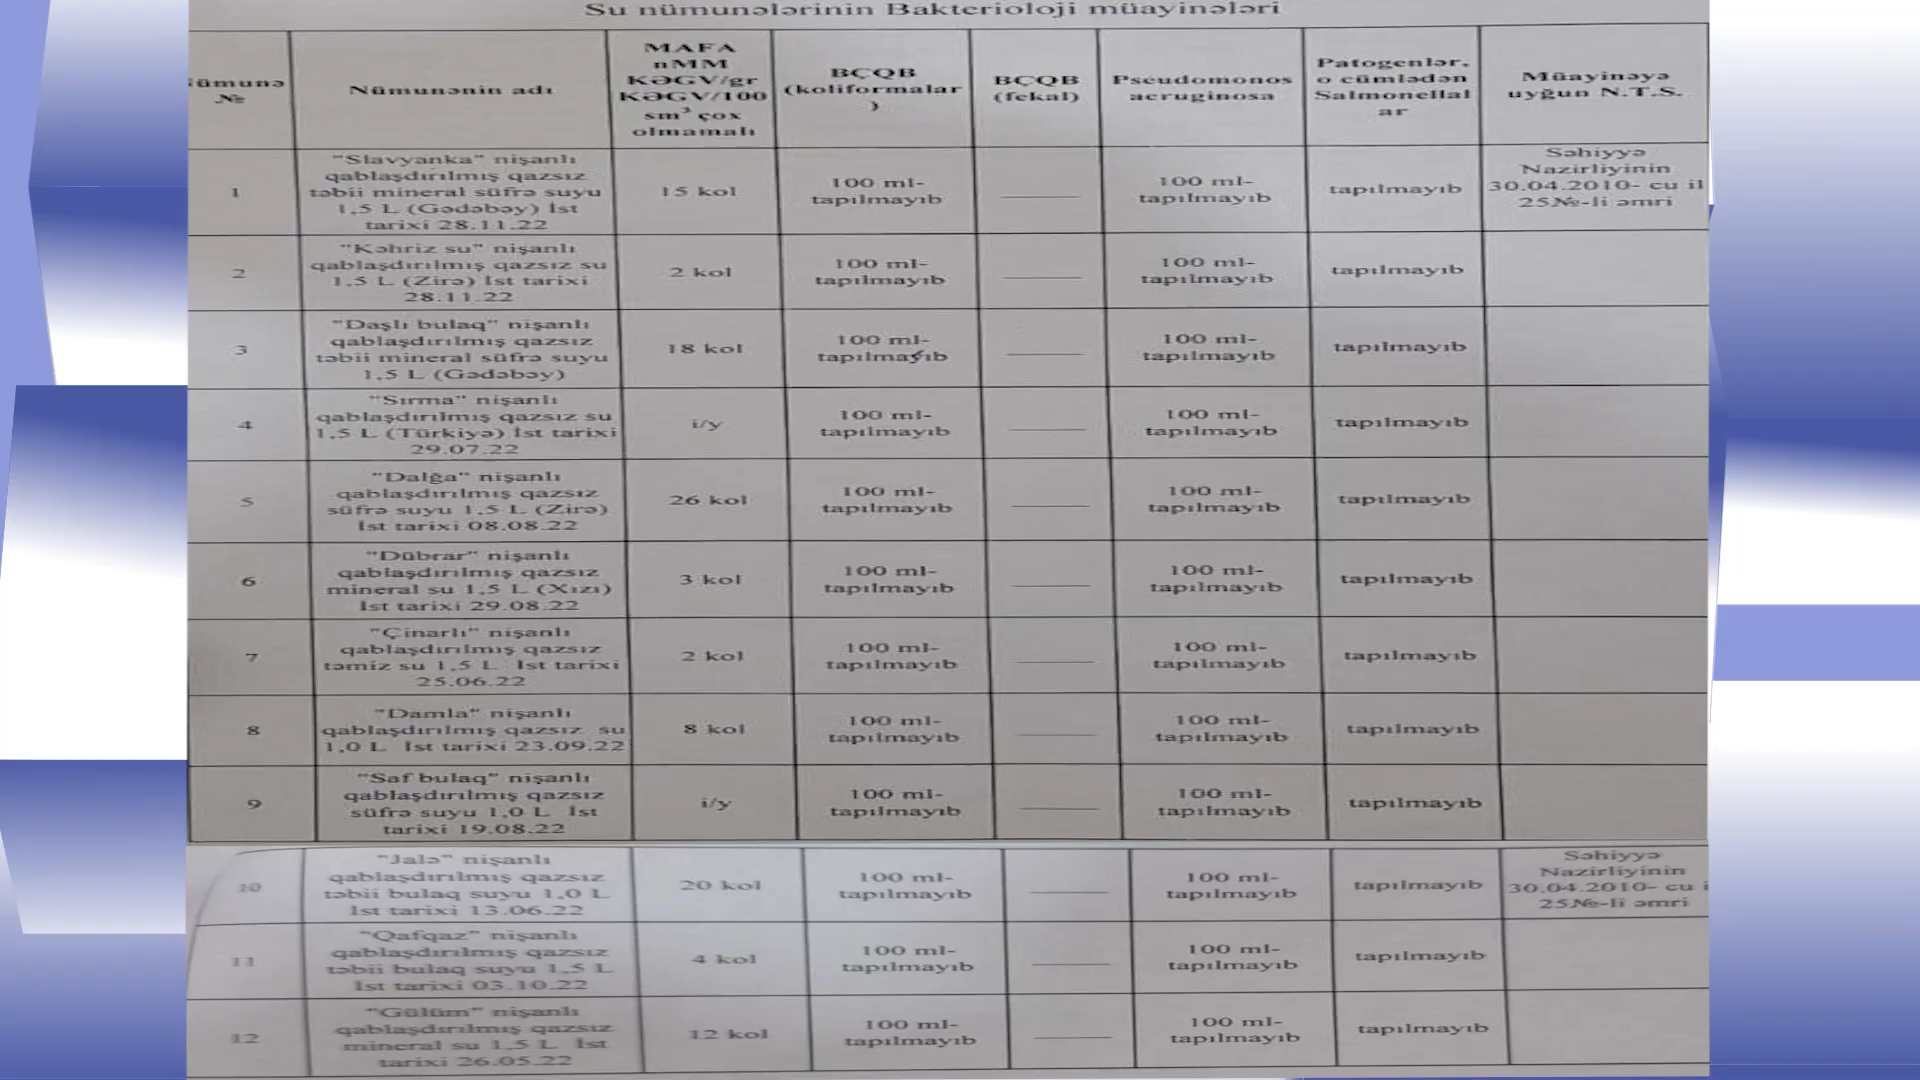 Su nümunələrinin Bakterioloji müayinələri
ümunə
№
Nümunənin adı
MAFA
nMM
KƏGV/gr
KƏGV/100
sm³ çox
olmamalı
BÇQB
(koliformalar
)
BÇQB
(fekal)
Pseudomonos
aeruginosa
Patogenlər,
o cümlədən
Salmonellal
ar
Müayinəyə
uyğun N.T.S.
1
"Slavyanka" nişanlı
qablaşdırılmış qazsız
təbii mineral süfrə suyu
1,5 L (Gədəbəy) İst
tarixi 28.11.22
15 kol
100 ml-
tapılmayıb
100 ml-
tapılmayıb
tapılmayıb
Səhiyyə
Nazirliyinin
30.04.2010- cu il
25№-li əmri
2
"Kəhriz su" nişanlı
qablaşdırılmış qazsız su
1,5 L (Zirə) İst tarixi
28.11.22
2 kol
100 ml-
tapılmayıb
100 ml-
tapılmayıb
tapılmayıb
3
"Daşlı bulaq" nişanlı
qablaşdırılmış qazsız
təbii mineral süfrə suyu
1,5 L (Gədəbəy)
18 kol
100 ml-
tapılmayıb
100 ml-
tapılmayıb
tapılmayıb
4
"Sırma" nişanlı
qablaşdırılmış qazsız su
1,5 L (Türkiyə) İst tarixi
29.07.22
i/y
100 ml-
tapılmayıb
100 ml-
tapılmayıb
tapılmayıb
5
"Dalğa" nişanlı
qablaşdırılmış qazsız
süfrə suyu 1,5 L (Zirə)
İst tarixi 08.08.22
26 kol
100 ml-
tapılmayıb
100 ml-
tapılmayıb
tapılmayıb
6
"Dübrar" nişanlı
qablaşdırılmış qazsız
mineral su 1,5 L (Xızı)
İst tarixi 29.08.22
3 kol
100 ml-
tapılmayıb
100 ml-
tapılmayıb
tapılmayıb
7
"Çinarlı" nişanlı
qablaşdırılmış qazsız
təmiz su 1,5 L İst tarixi
25.06.22
2 kol
100 ml-
tapılmayıb
100 ml-
tapılmayıb
tapılmayıb
8
"Damla" nişanlı
qablaşdırılmış qazsız su
1,0 L İst tarixi 23.09.22
8 kol
100 ml-
tapılmayıb
100 ml-
tapılmayıb
tapılmayıb
9
"Saf bulaq" nişanlı
qablaşdırılmış qazsız
süfrə suyu 1,0 L İst
tarixi 19.08.22
i/y
100 ml-
tapılmayıb
100 ml-
tapılmayıb
tapılmayıb
10
"Jalə" nişanlı
qablaşdırılmış qazsız
təbii bulaq suyu 1,0 L
İst tarixi 13.06.22
20 kol
100 ml-
tapılmayıb
100 ml-
tapılmayıb
tapılmayıb
Səhiyyə
Nazirliyinin
30.04.2010- cu i
25№-li əmri
11
"Qafqaz" nişanlı
qablaşdırılmış qazsız
təbii bulaq suyu 1,5 L
İst tarixi 03.10.22
4 kol
100 ml-
tapılmayıb
100 ml-
tapılmayıb
tapılmayıb
12
"Gülüm" nişanlı
qablaşdırılmış qazsız
mineral su 1,5 L İst
tarixi 26.05.22
12 kol
100 ml-
tapılmayıb
100 ml-
tapılmayıb
tapılmayıb